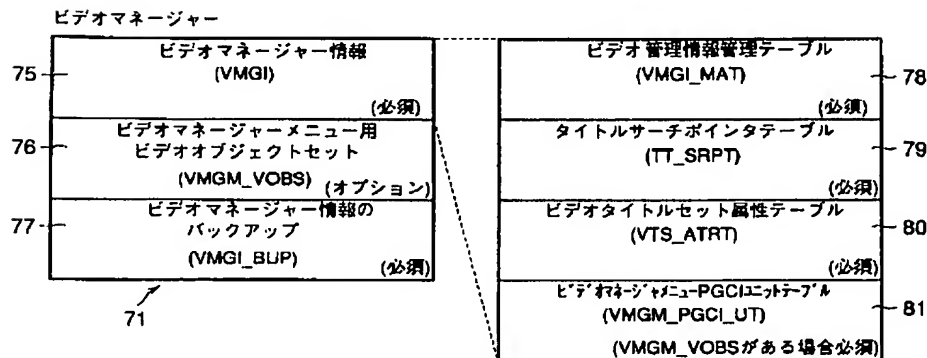 ビデオマネージャー
75
ビデオマネージャー情報
(VMGI)
(必須)
76
ビデオマネージャーメニュー用
ビデオオブジェクトセット
(VMGM_VOBS)
(オプション)
77
ビデオマネージャー情報の
バックアップ
(VMGI_BUP)
(必須)
71
ビデオ管理情報管理テーブル
(VMGI_MAT)
(必須)
78
タイトルサーチポインタテーブル
(TT_SRPT)
(必須)
79
ビデオタイトルセット属性テーブル
(VTS_ATRT)
(必須)
80
ビデオマネージャメニューPGCIユニットテーブル
(VMGM_PGCI_UT)
(VMGM_VOBSがある場合必須)
81